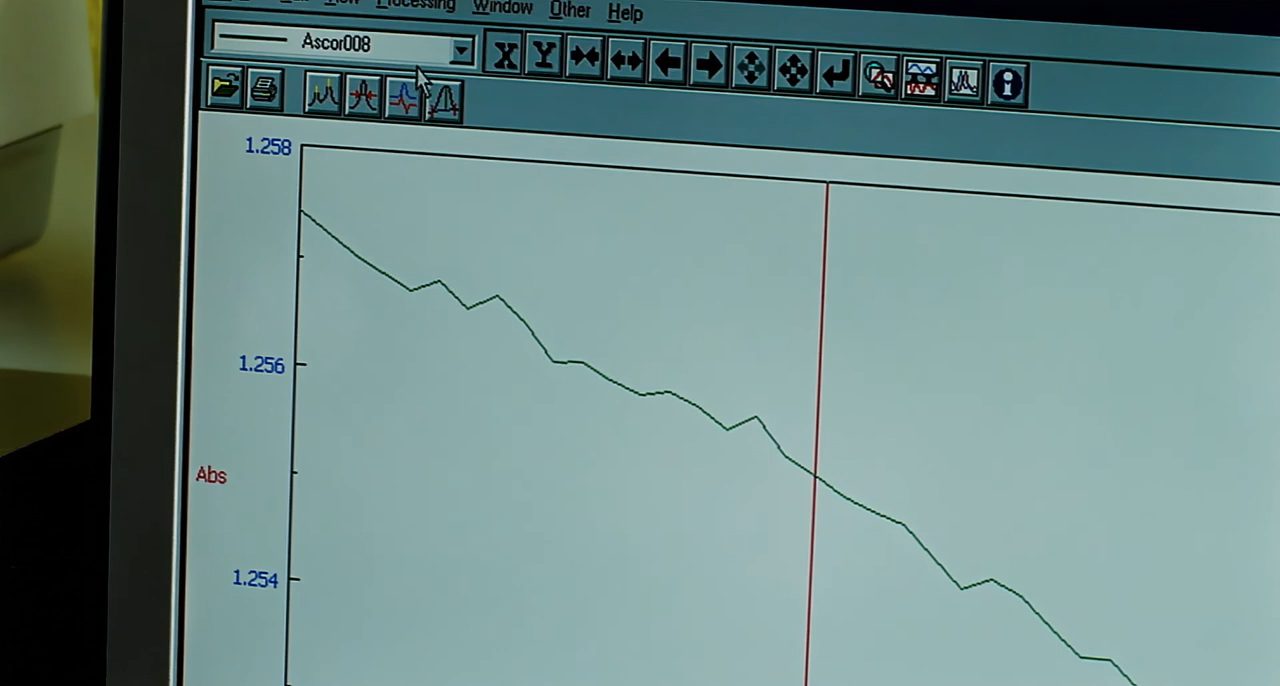 Processing Window Other Help
Ascor008
X Y
1.258
1.256
Abs
1.254